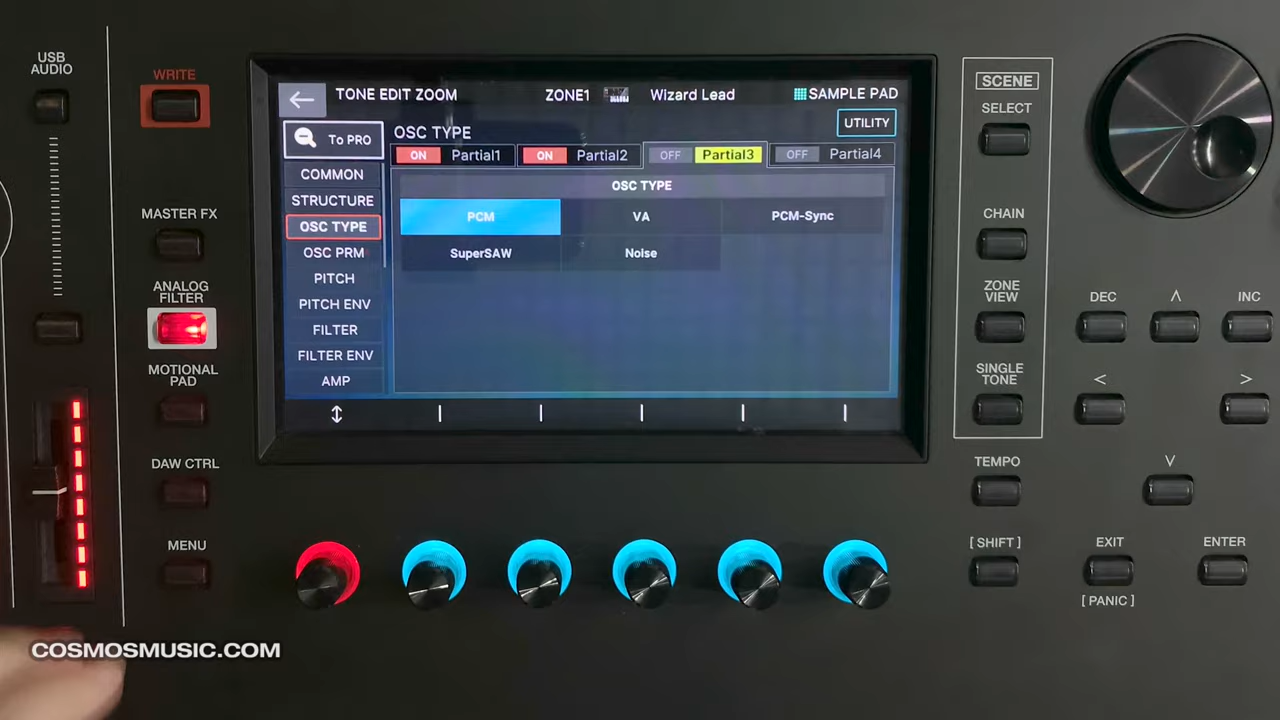 USB
AUDIO
WRITE
MASTER FX
ANALOG
FILTER
MOTIONAL
PAD
DAW CTRL
MENU
TONE EDIT ZOOM
ZONE1
Wizard Lead
SAMPLE PAD
To PRO
OSC TYPE
UTILITY
ON Partial1
ON Partial2
OFF Partial3
OFF Partial4
COMMON
STRUCTURE
OSC TYPE
OSC PRM
PITCH
PITCH ENV
FILTER
FILTER ENV
AMP
OSC TYPE
PCM
VA
PCM-Sync
SuperSAW
Noise
SCENE
SELECT
CHAIN
ZONE
VIEW
SINGLE
TONE
TEMPO
[ SHIFT ]
DEC
∧
INC
<
>
∨
EXIT
[ PANIC ]
ENTER
COSMOSMUSIC.COM